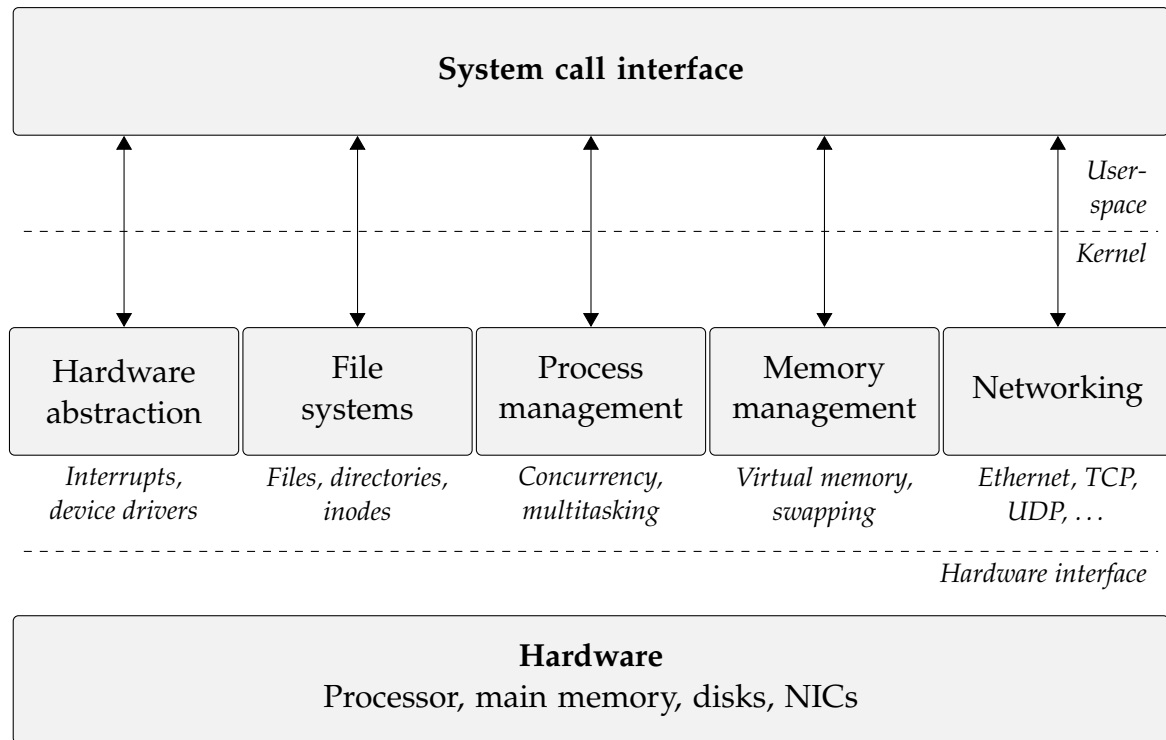 System call interface
User-
space
Kernel
Hardware
abstraction
File
systems
Process
management
Memory
management
Networking
Interrupts,
device drivers
Files, directories,
inodes
Concurrency,
multitasking
Virtual memory,
swapping
Ethernet, TCP,
UDP, . . .
Hardware interface
Hardware
Processor, main memory, disks, NICs